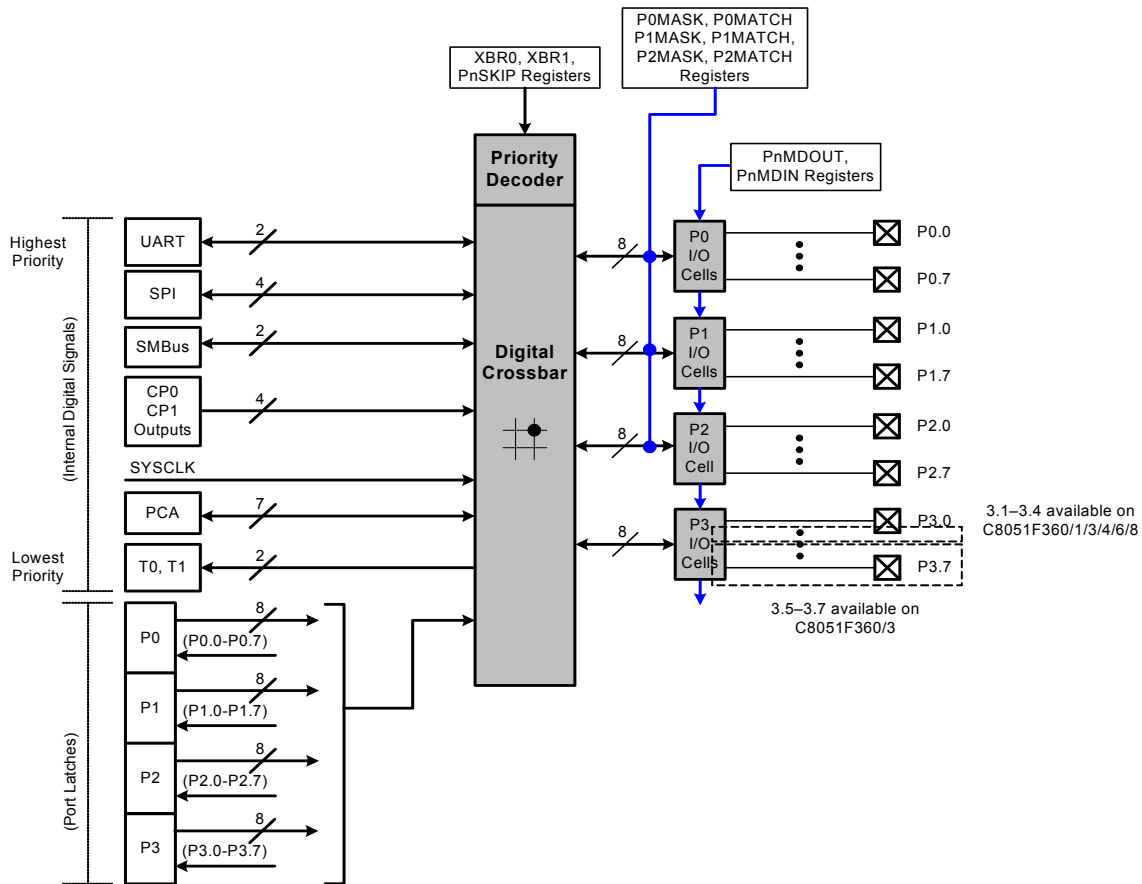 P0MASK, P0MATCH
P1MASK, P1MATCH,
P2MASK, P2MATCH
Registers
XBR0, XBR1,
PnSKIP Registers
PnMDOUT,
PnMDIN Registers
Priority
Decoder
Digital
Crossbar
Highest
Priority
(Internal Digital Signals)
Lowest
Priority
(Port Latches)
UART
2
SPI
4
SMBus
2
CP0
CP1
Outputs
4
SYSCLK
PCA
7
T0, T1
2
P0
8
(P0.0-P0.7)
P1
8
(P1.0-P1.7)
P2
8
(P2.0-P2.7)
P3
8
(P3.0-P3.7)
8
P0
I/O
Cells
P0.0
P0.7
8
P1
I/O
Cells
P1.0
P1.7
8
P2
I/O
Cell
P2.0
P2.7
8
P3
I/O
Cells
P3.0
P3.7
3.1–3.4 available on
C8051F360/1/3/4/6/8
3.5–3.7 available on
C8051F360/3